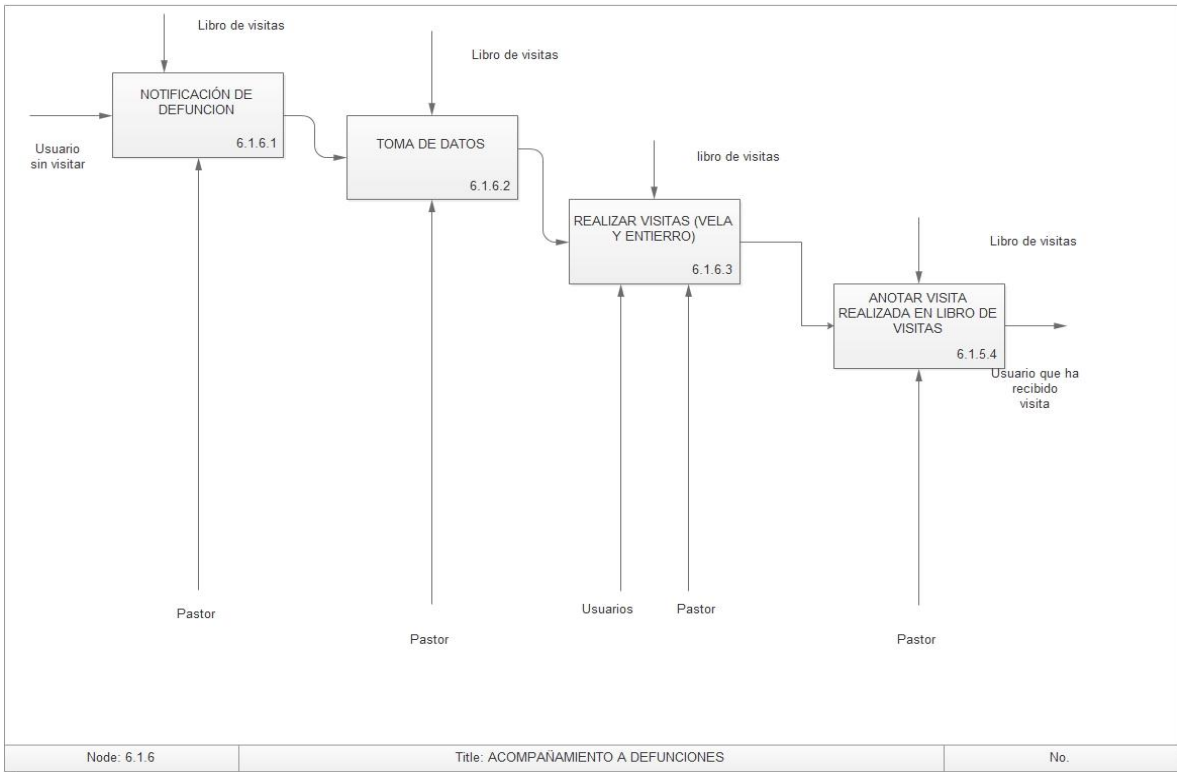 Libro de visitas
NOTIFICACIÓN DE
DEFUNCION
6.1.6.1
Usuario
sin visitar
Libro de visitas
TOMA DE DATOS
6.1.6.2
libro de visitas
REALIZAR VISITAS (VELA
Y ENTIERRO)
6.1.6.3
Libro de visitas
ANOTAR VISITA
REALIZADA EN LIBRO DE
VISITAS
6.1.5.4
Usuario que ha
recibido
visita
Pastor
Pastor
Usuarios
Pastor
Pastor
Node: 6.1.6
Title: ACOMPAÑAMIENTO A DEFUNCIONES
No.